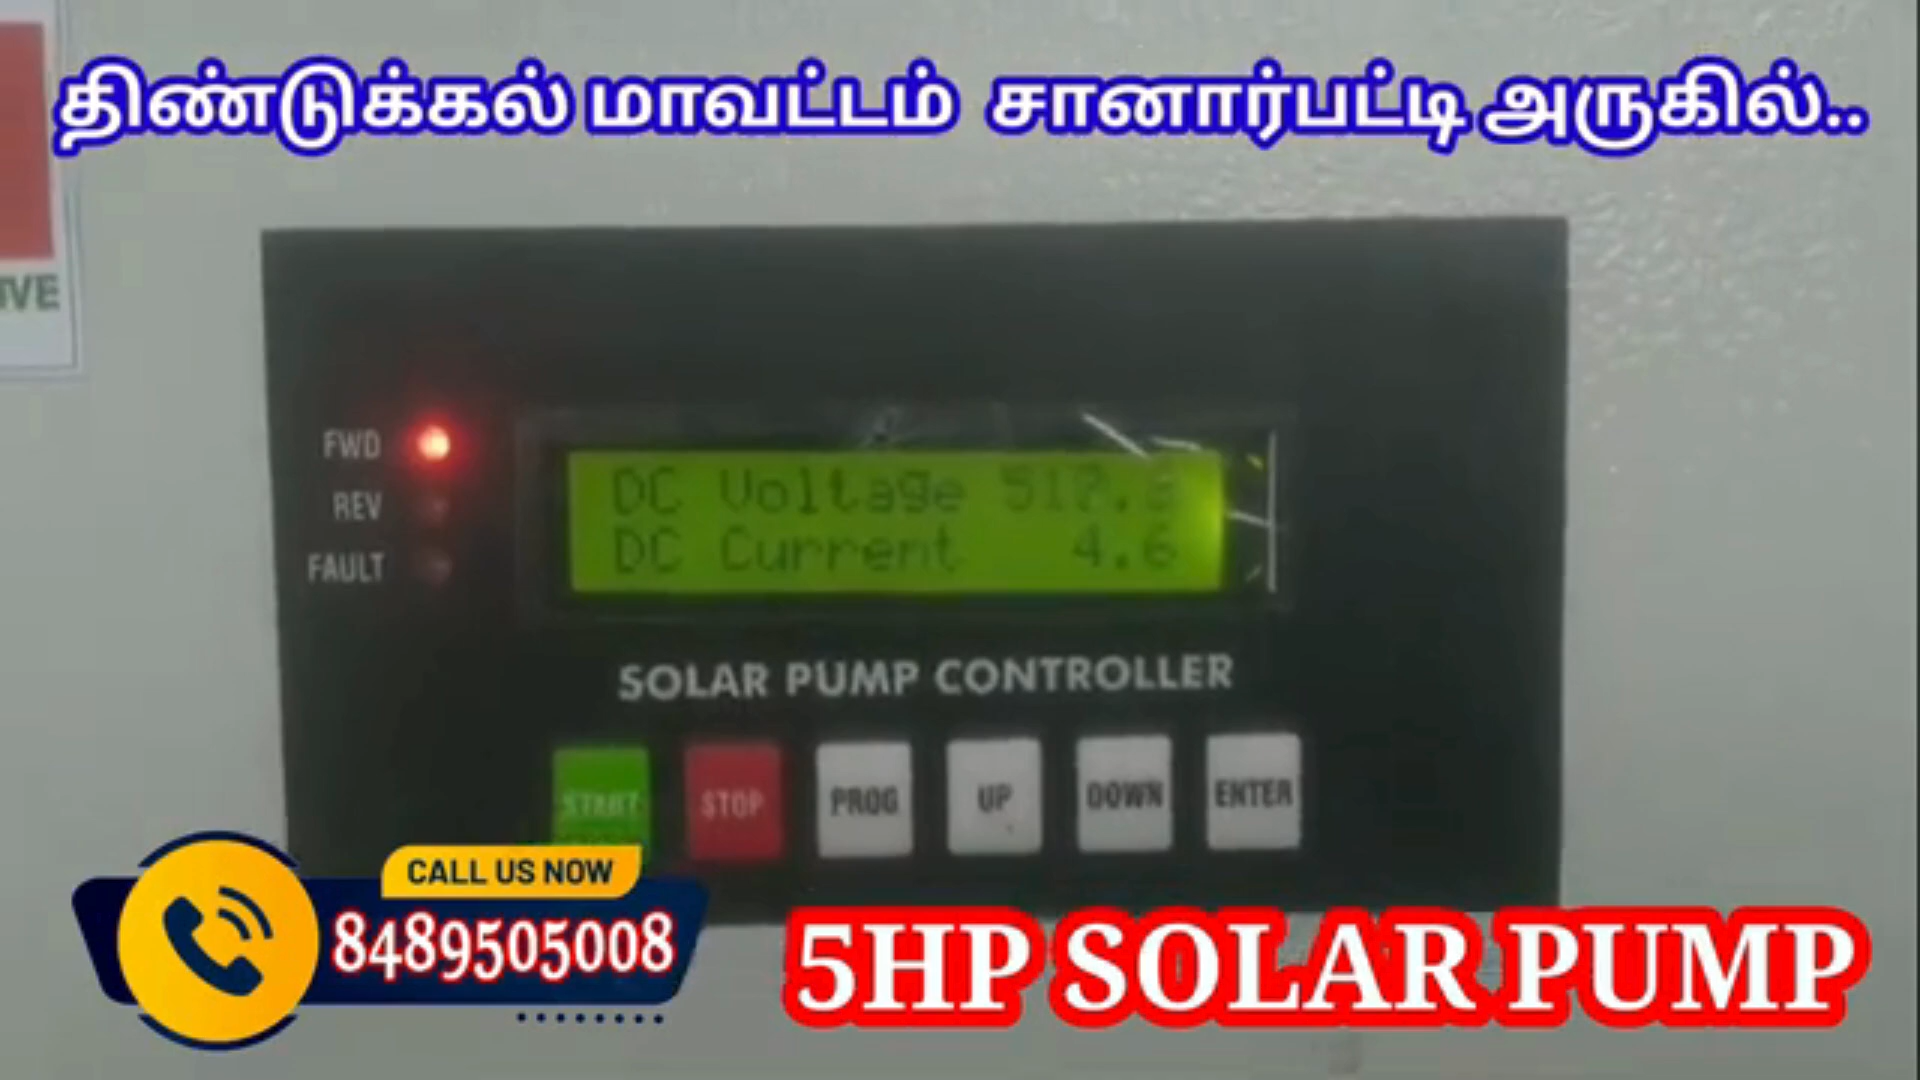 திண்டுக்கல் மாவட்டம் சானார்பட்டி அருகில்..
FWD
REV
FAULT
DC Voltage
DC Current 4.6
SOLAR PUMP CONTROLLER
START STOP PROG UP DOWN ENTER
CALL US NOW
8489505008
5HP SOLAR PUMP